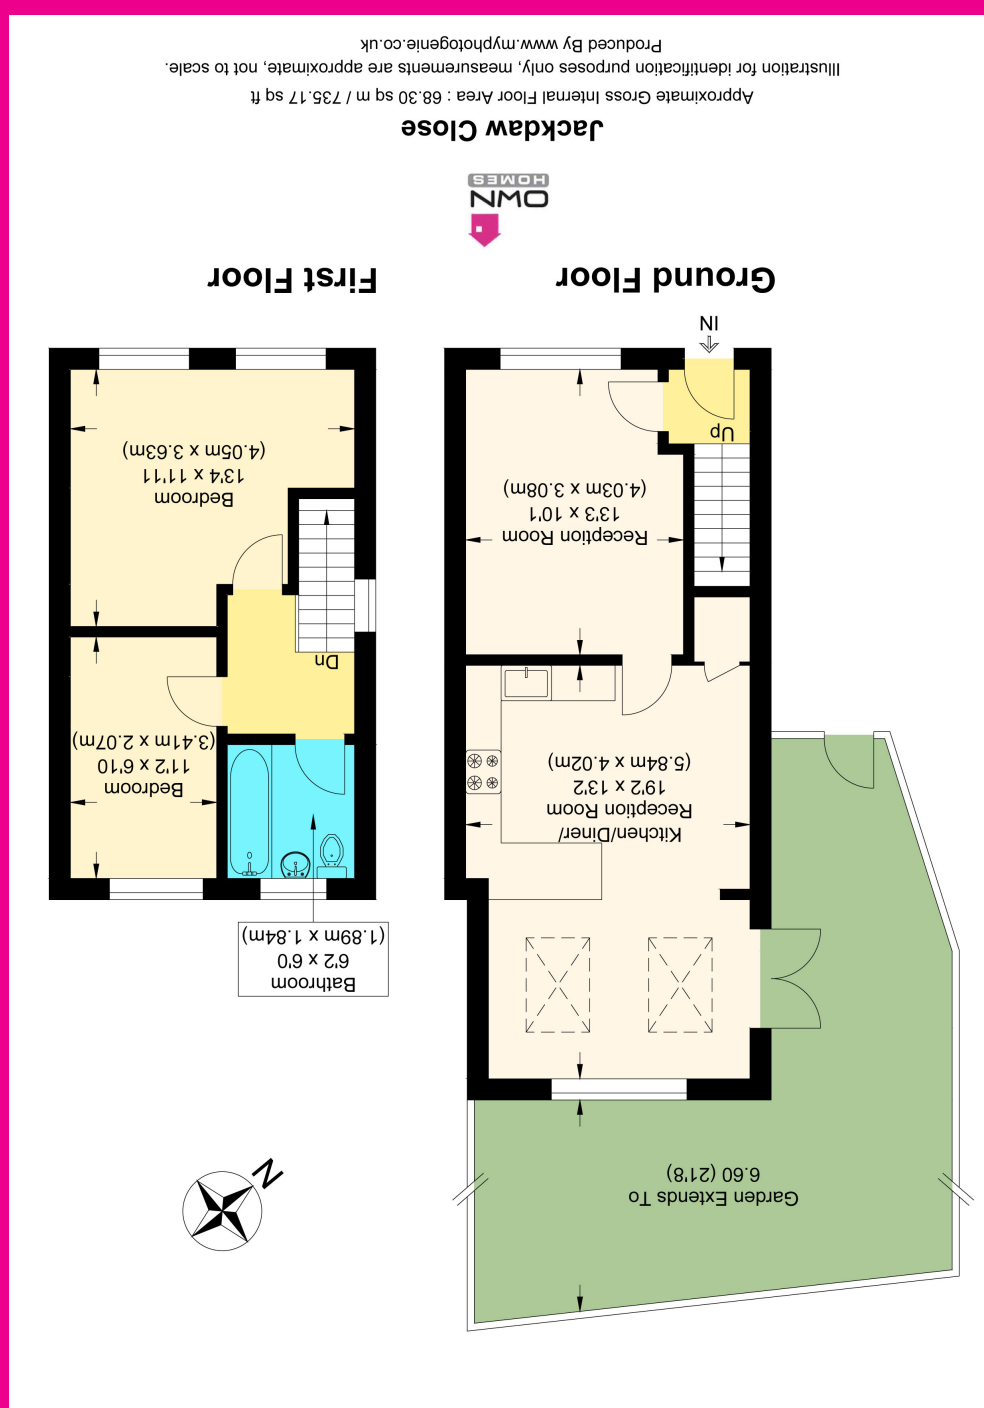 Garden Extends To
6.60 (21'8)
N
Kitchen/Diner/
Reception Room
19'2 x 13'2
(5.84m x 4.02m)
Reception Room
13'3 x 10'1
(4.03m x 3.08m)
Up
IN
Ground Floor
Bathroom
6'2 x 6'0
(1.89m x 1.84m)
Bedroom
11'2 x 6'10
(3.41m x 2.07m)
Dn
Bedroom
13'4 x 11'11
(4.05m x 3.63m)
First Floor
OWN
HOMES
Jackdaw Close
Approximate Gross Internal Floor Area : 68.30 sq m / 735.17 sq ft
Illustration for identification purposes only, measurements are approximate, not to scale.
Produced By www.myphotogenie.co.uk